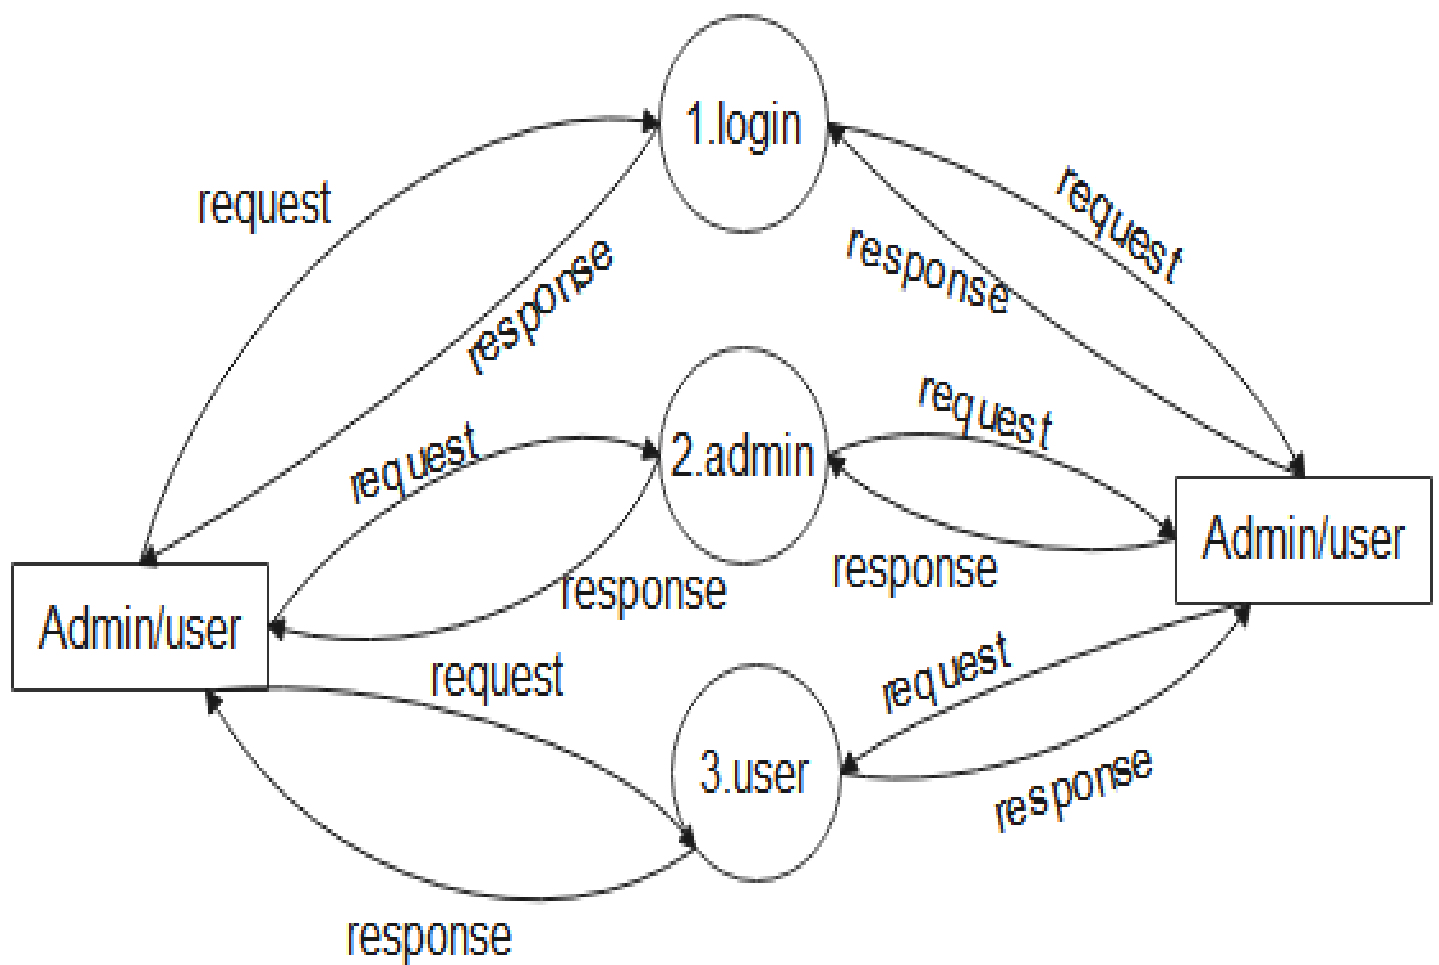 1.login
request
request
response
response
request
request
2.admin
Admin/user
response
response
Admin/user
request
request
3.user
response
response